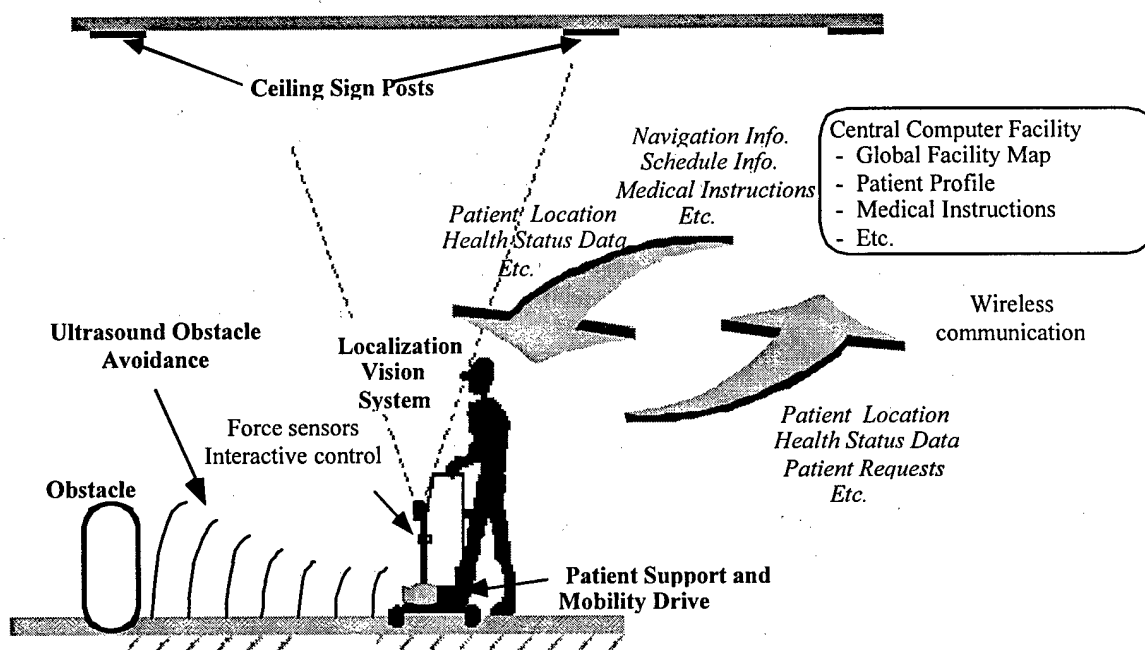 Ceiling Sign Posts
Navigation Info.
Schedule Info.
Medical Instructions
Etc.
Central Computer Facility
- Global Facility Map
- Patient Profile
- Medical Instructions
- Etc.
Patient Location
Health Status Data
Etc.
Wireless
communication
Ultrasound Obstacle
Avoidance
Localization
Vision
System
Force sensors
Interactive control
Patient Location
Health Status Data
Patient Requests
Etc.
Obstacle
Patient Support and
Mobility Drive